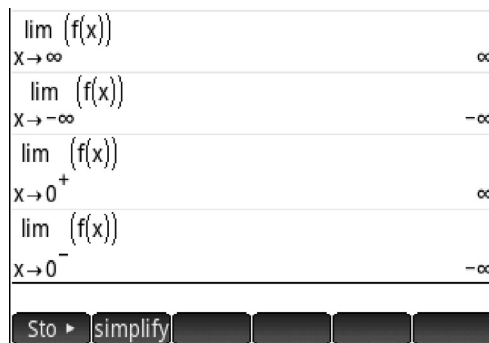 lim (f(x))
x→∞ ∞
lim (f(x))
x→-∞ -∞
lim (f(x))
x→0⁺ ∞
lim (f(x))
x→0⁻ -∞
Sto ▸ simplify